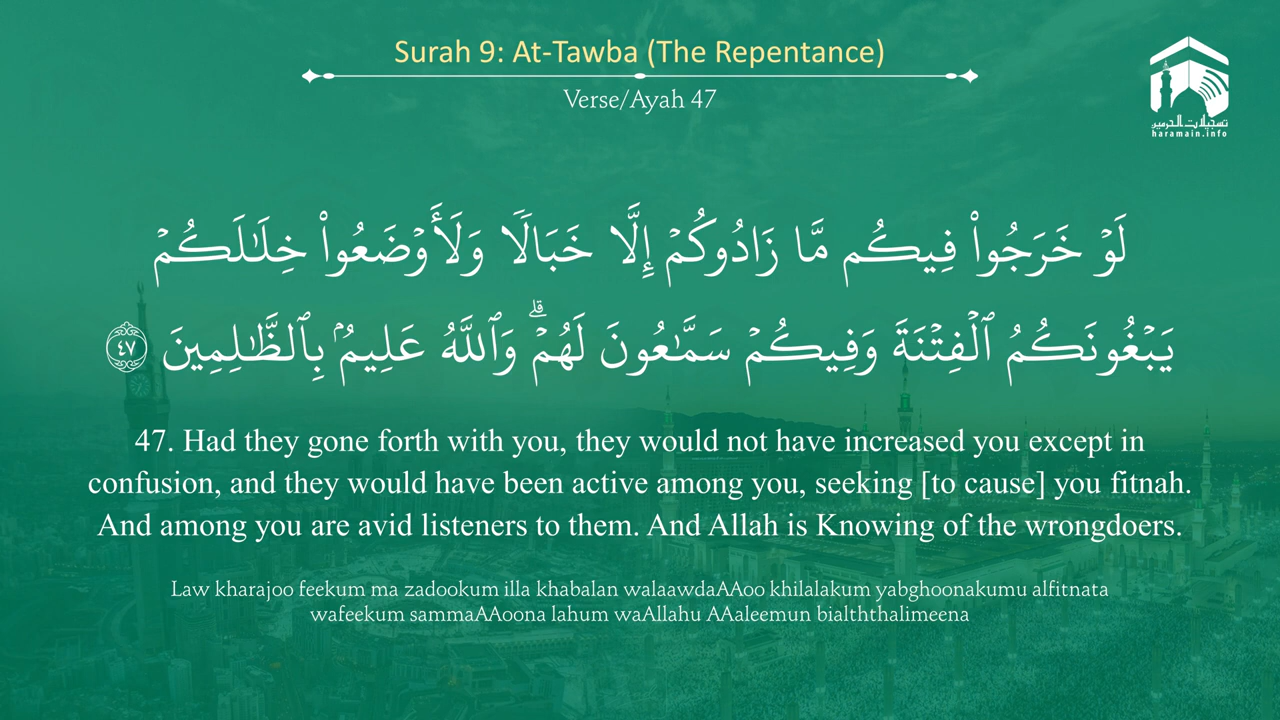 Surah 9: At-Tawba (The Repentance)
Verse/Ayah 47
تسجيلات الحرمين
haramain.info
لَوۡ خَرَجُواْ فِيكُم مَّا زَادُوكُمۡ إِلَّا خَبَالٗا وَلَأَوۡضَعُواْ خِلَٰلَكُمۡ
يَبۡغُونَكُمُ ٱلۡفِتۡنَةَ وَفِيكُمۡ سَمَّٰعُونَ لَهُمۡۗ وَٱللَّهُ عَلِيمُۢ بِٱلظَّٰلِمِينَ ٤٧
47. Had they gone forth with you, they would not have increased you except in
confusion, and they would have been active among you, seeking [to cause] you fitnah.
And among you are avid listeners to them. And Allah is Knowing of the wrongdoers.
Law kharajoo feekum ma zadookum illa khabalan walaawdaAAoo khilalakum yabghoonakumu alfitnata
wafeekum sammaAAoona lahum waAllahu AAaleemun bialththalimeena